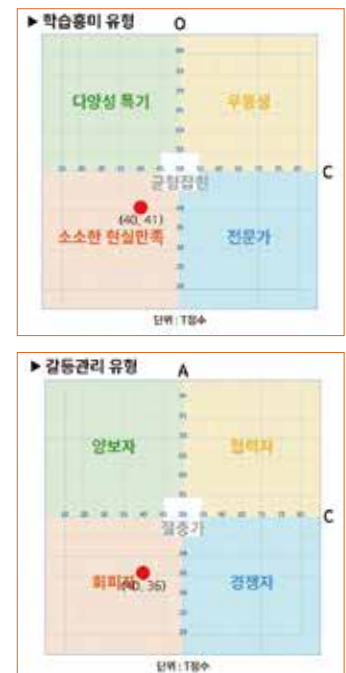 ▶ 학습흥미 유형
O
다양성 특기
우등생
균형잡힌
C
(40, 41)
소소한 현실만족
전문가
단위 : T점수
▶ 갈등관리 유형
A
양보자
협력자
절충가
C
회피자
(40, 36)
경쟁자
단위 : T점수